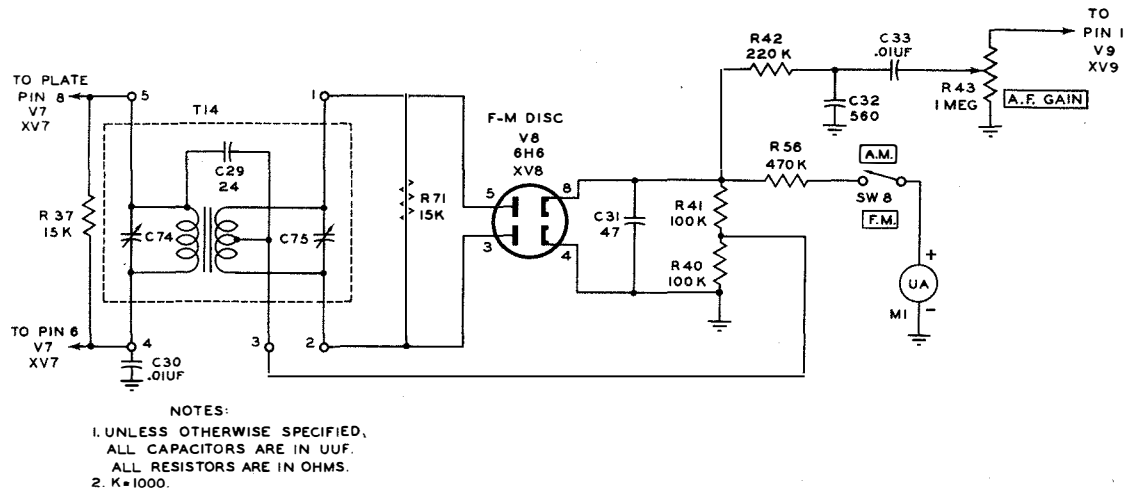 TO PLATE
PIN 8
V7
XV7
5
R 37
15 K
TO PIN 6
V7
XV7
4
C30
.01UF
T14
C29
24
C74
C75
1
3
2
R71
15K
F-M DISC
V8
6H6
XV8
5
8
3
4
C31
47
R41
100K
R40
100K
R42
220 K
C33
.01UF
C32
560
R43
1 MEG
A.F. GAIN
TO
PIN 1
V9
XV9
R 56
470 K
A.M.
SW 8
F.M.
+
UA
M1
-
NOTES:
1. UNLESS OTHERWISE SPECIFIED,
ALL CAPACITORS ARE IN UUF.
ALL RESISTORS ARE IN OHMS.
2. K=1000.